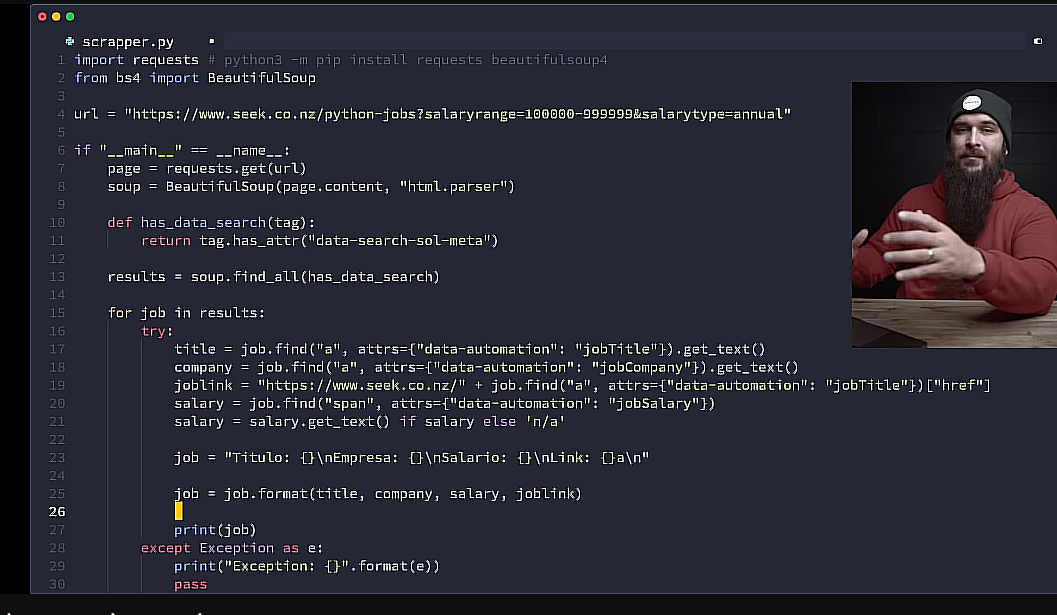 scrapper.py
1 import requests # python3 -m pip install requests beautifulsoup4
2 from bs4 import BeautifulSoup
3
4 url = "https://www.seek.co.nz/python-jobs?salaryrange=100000-999999&salarytype=annual"
5
6 if "__main__" == __name__:
7 page = requests.get(url)
8 soup = BeautifulSoup(page.content, "html.parser")
9
10 def has_data_search(tag):
11 return tag.has_attr("data-search-sol-meta")
12
13 results = soup.find_all(has_data_search)
14
15 for job in results:
16 try:
17 title = job.find("a", attrs={"data-automation": "jobTitle"}).get_text()
18 company = job.find("a", attrs={"data-automation": "jobCompany"}).get_text()
19 joblink = "https://www.seek.co.nz/" + job.find("a", attrs={"data-automation": "jobTitle"})["href"]
20 salary = job.find("span", attrs={"data-automation": "jobSalary"})
21 salary = salary.get_text() if salary else 'n/a'
22
23 job = "Titulo: {}\nEmpresa: {}\nSalario: {}\nLink: {}a\n"
24
25 job = job.format(title, company, salary, joblink)
26
27 print(job)
28 except Exception as e:
29 print("Exception: {}".format(e))
30 pass